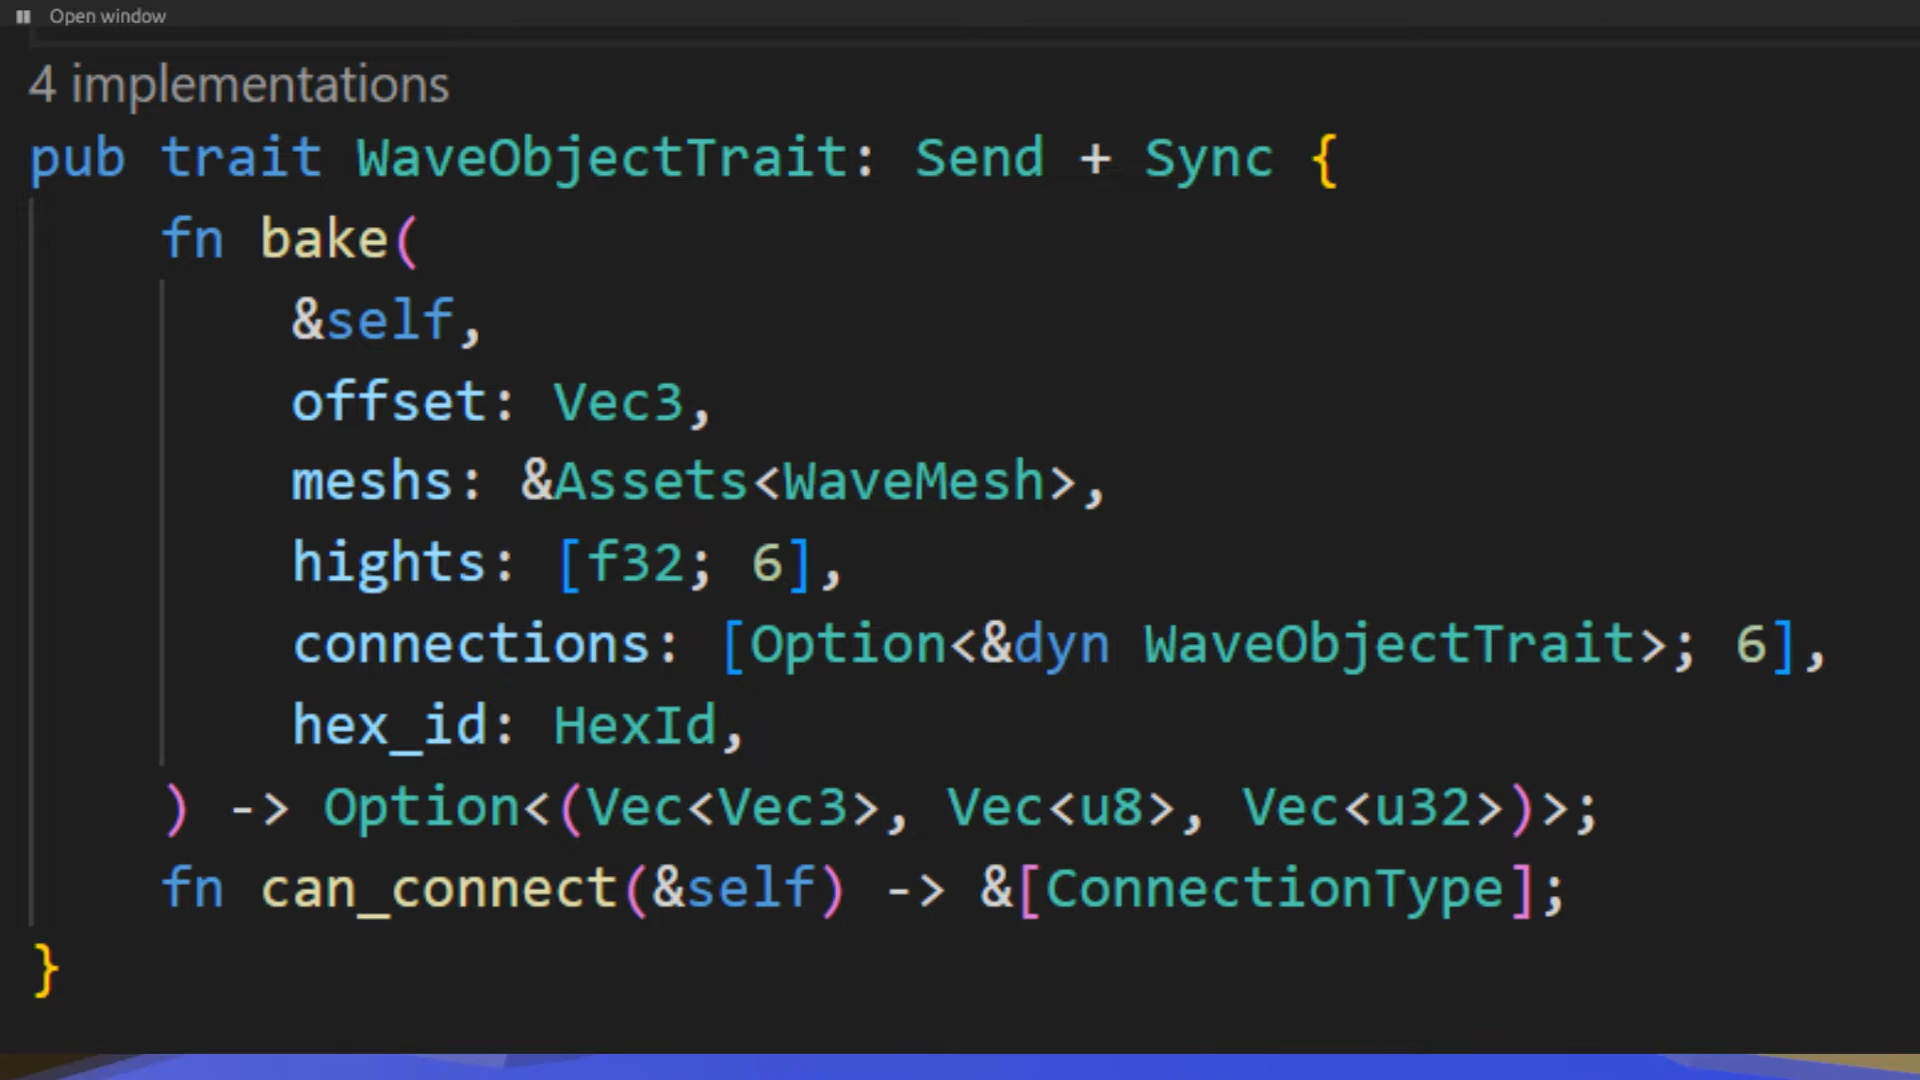 Open window
4 implementations
pub trait WaveObjectTrait: Send + Sync {
fn bake(
&self,
offset: Vec3,
meshs: &Assets<WaveMesh>,
hights: [f32; 6],
connections: [Option<&dyn WaveObjectTrait>; 6],
hex_id: HexId,
) -> Option<(Vec<Vec3>, Vec<u8>, Vec<u32>)>;
fn can_connect(&self) -> &[ConnectionType];
}